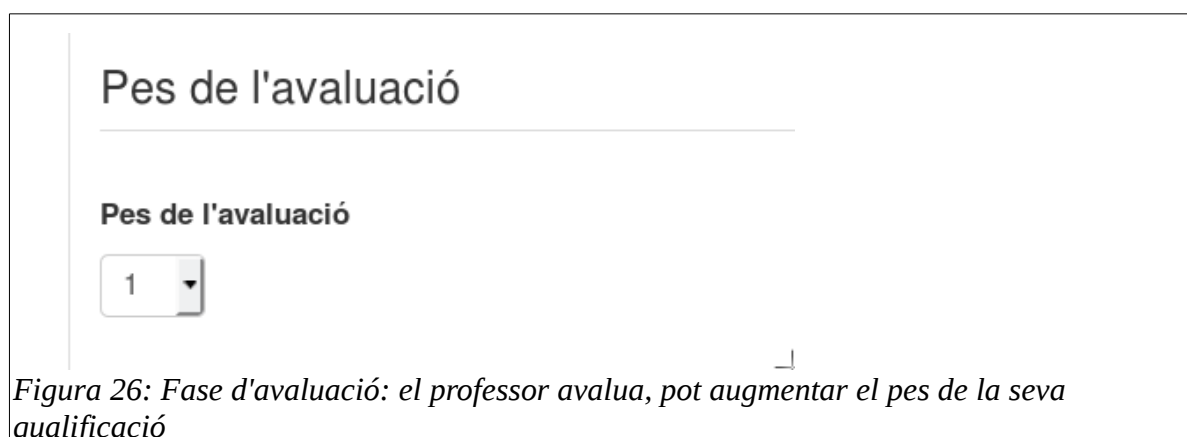 Pes de l'avaluació
Pes de l'avaluació
1
Figura 26: Fase d'avaluació: el professor avalua, pot augmentar el pes de la seva
qualificació